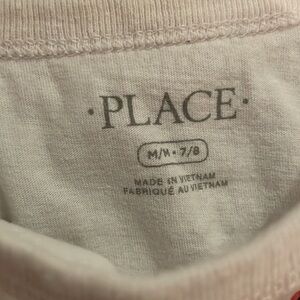 ·PLACE·
M/M • 7/8
MADE IN VIETNAM
FABRIQUÉ AU VIETNAM